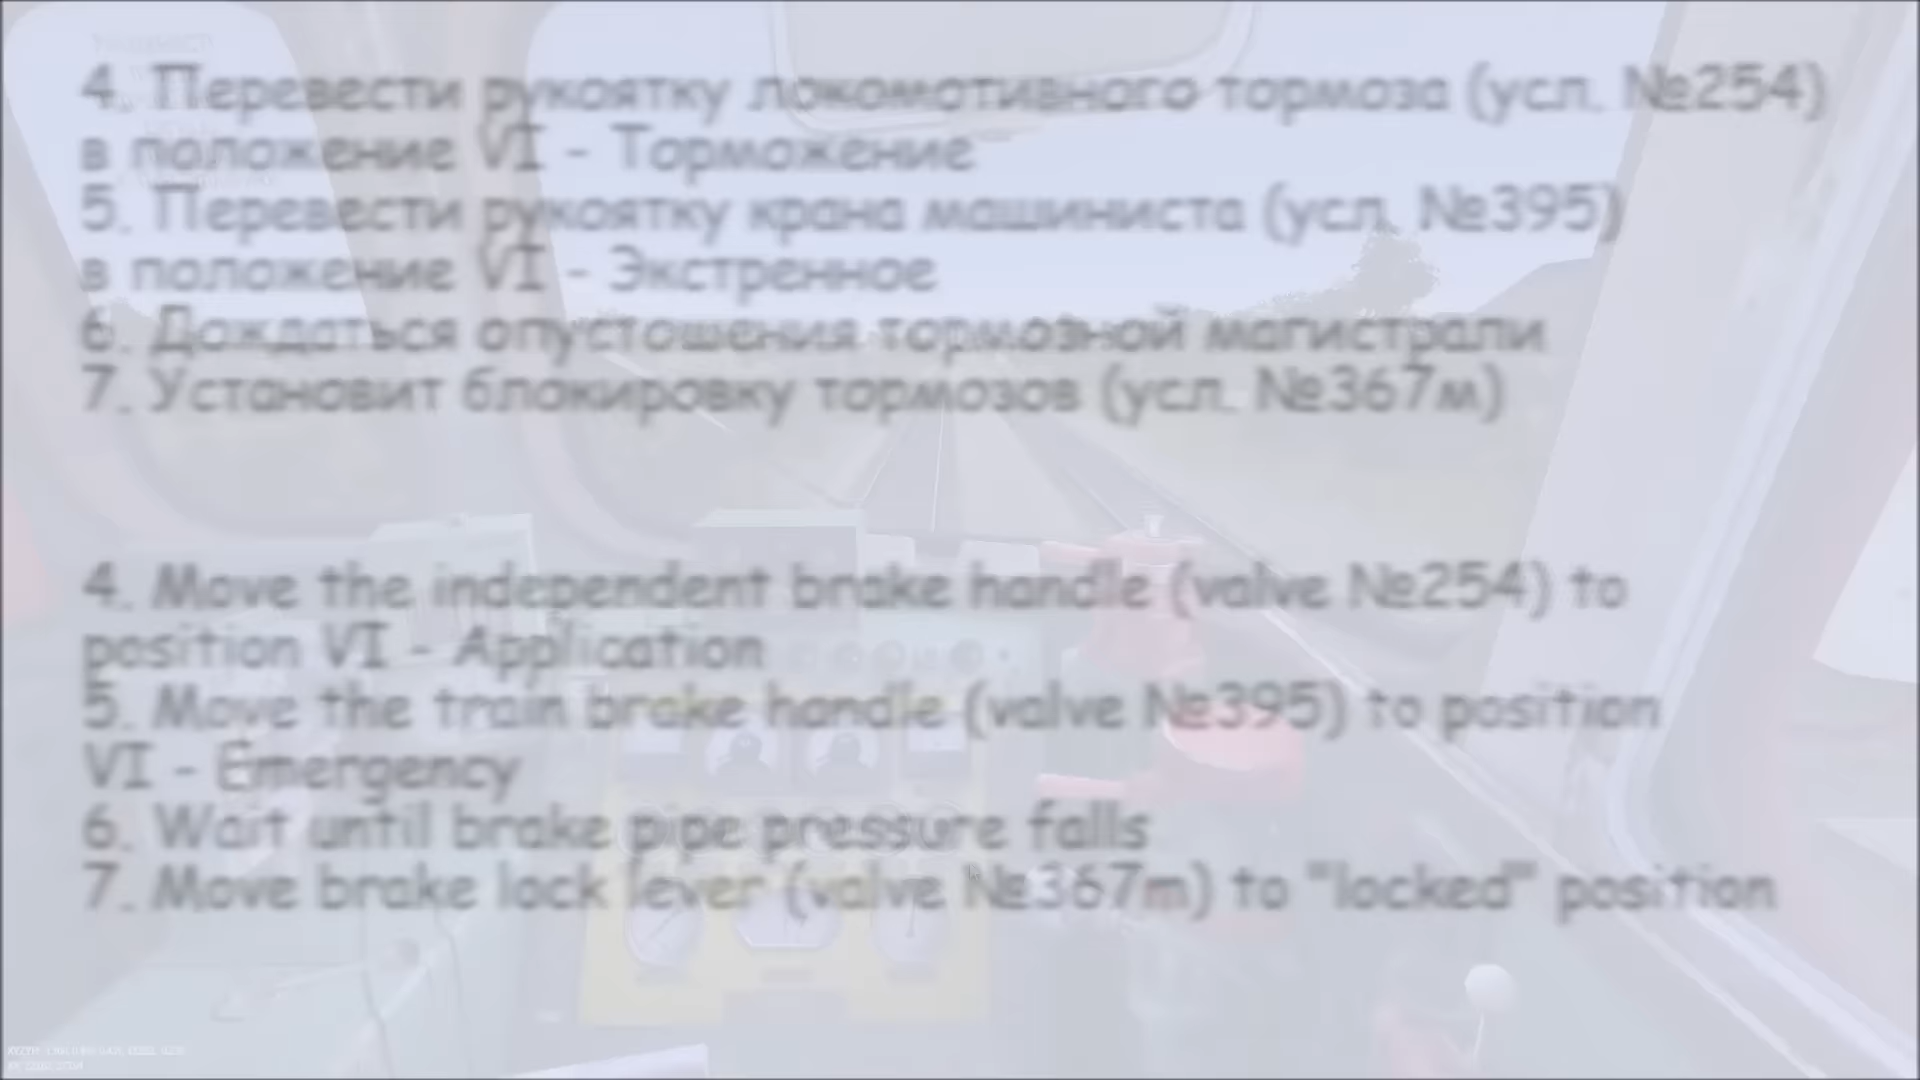 4. Перевести рукоятку локомотивного тормоза (усл. №254)
в положение VI - Торможение
5. Перевести рукоятку крана машиниста (усл. №395)
в положение VI - Экстренное
6. Дождаться опустошения тормозной магистрали
7. Установит блокировку тормозов (усл. №367м)
4. Move the independent brake handle (valve №254) to
position VI - Application
5. Move the train brake handle (valve №395) to position
VI - Emergency
6. Wait until brake pipe pressure falls
7. Move brake lock lever (valve №367m) to "locked" position